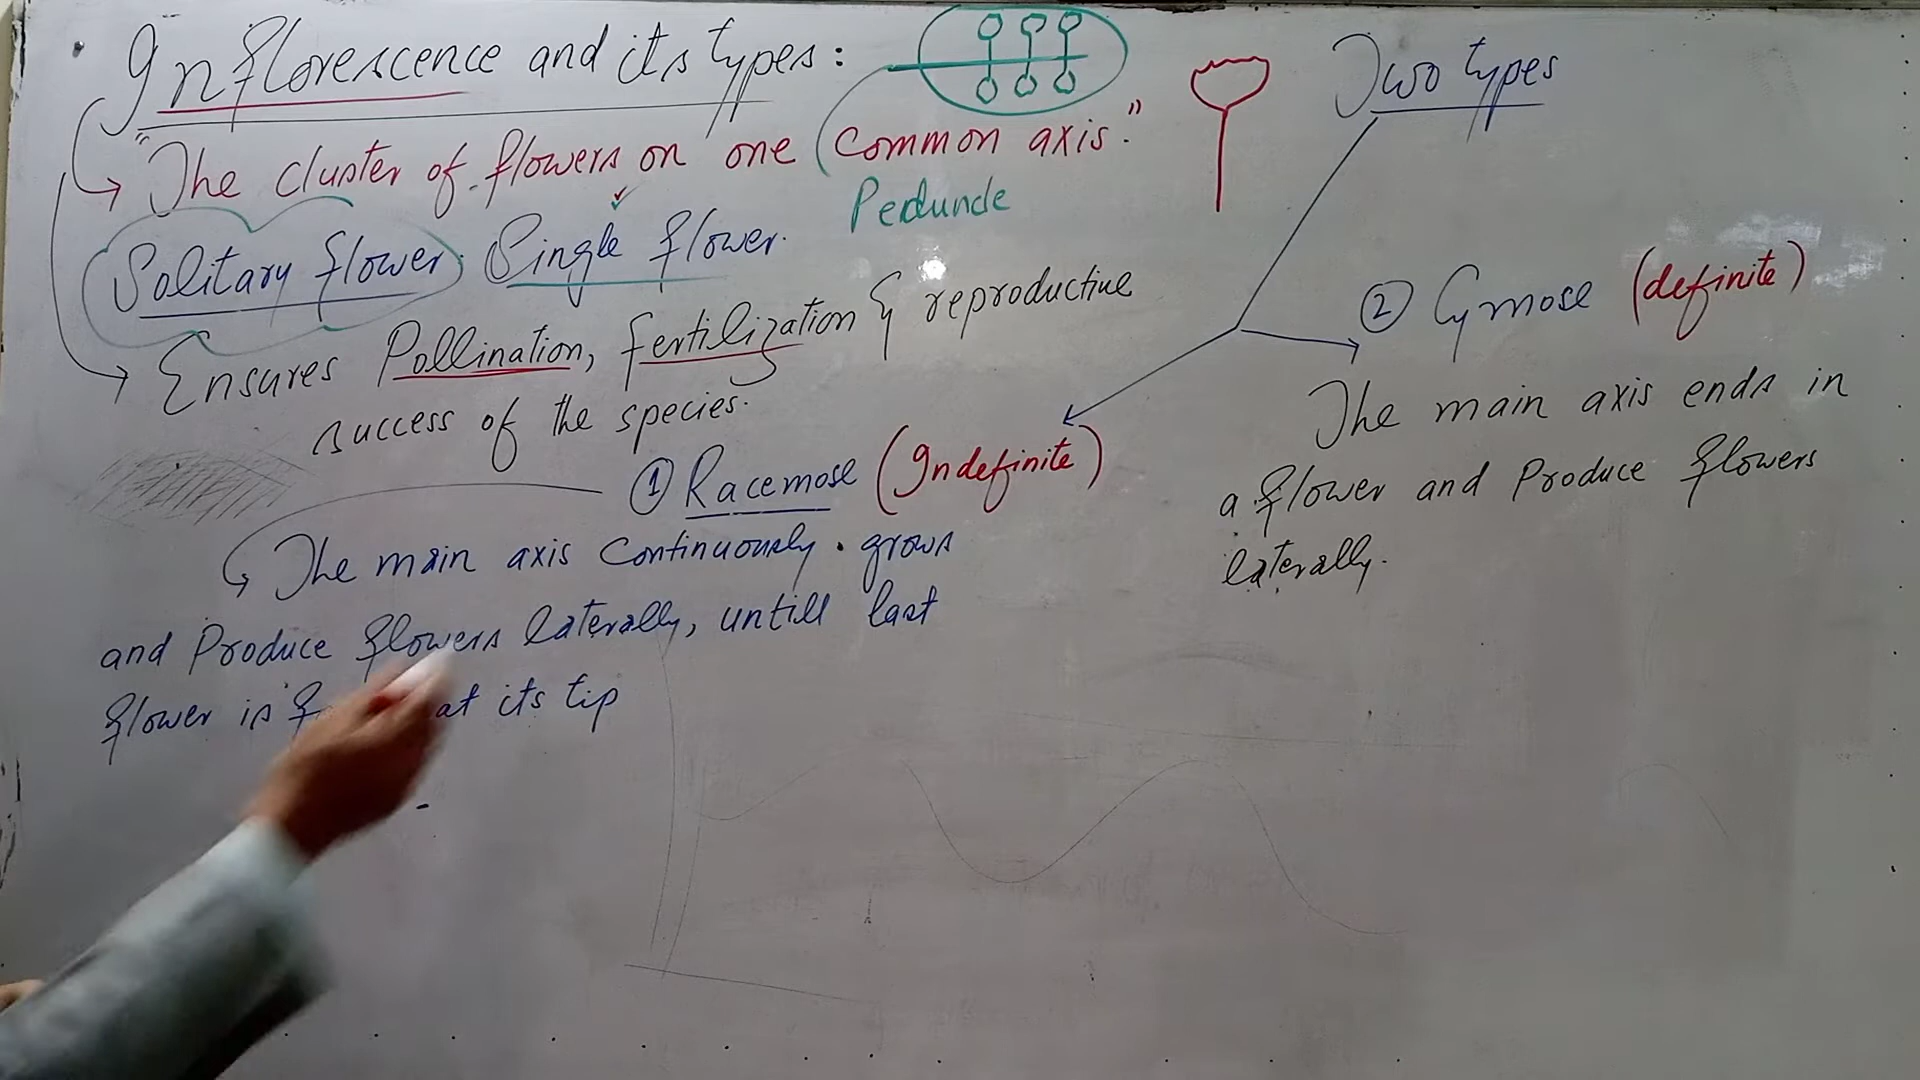 Inflorescence and its types:
"The cluster of flowers on one common axis."
Peduncle
Solitary flower. Single flower.
Ensures Pollination, fertilization & reproductive
success of the species.
Two types
① Racemose (Indefinite)
The main axis continuously. grows
and Produce flowers laterally, untill last
flower is at its tip
② Cymose (definite)
The main axis ends in
a flower and Produce flowers
laterally.